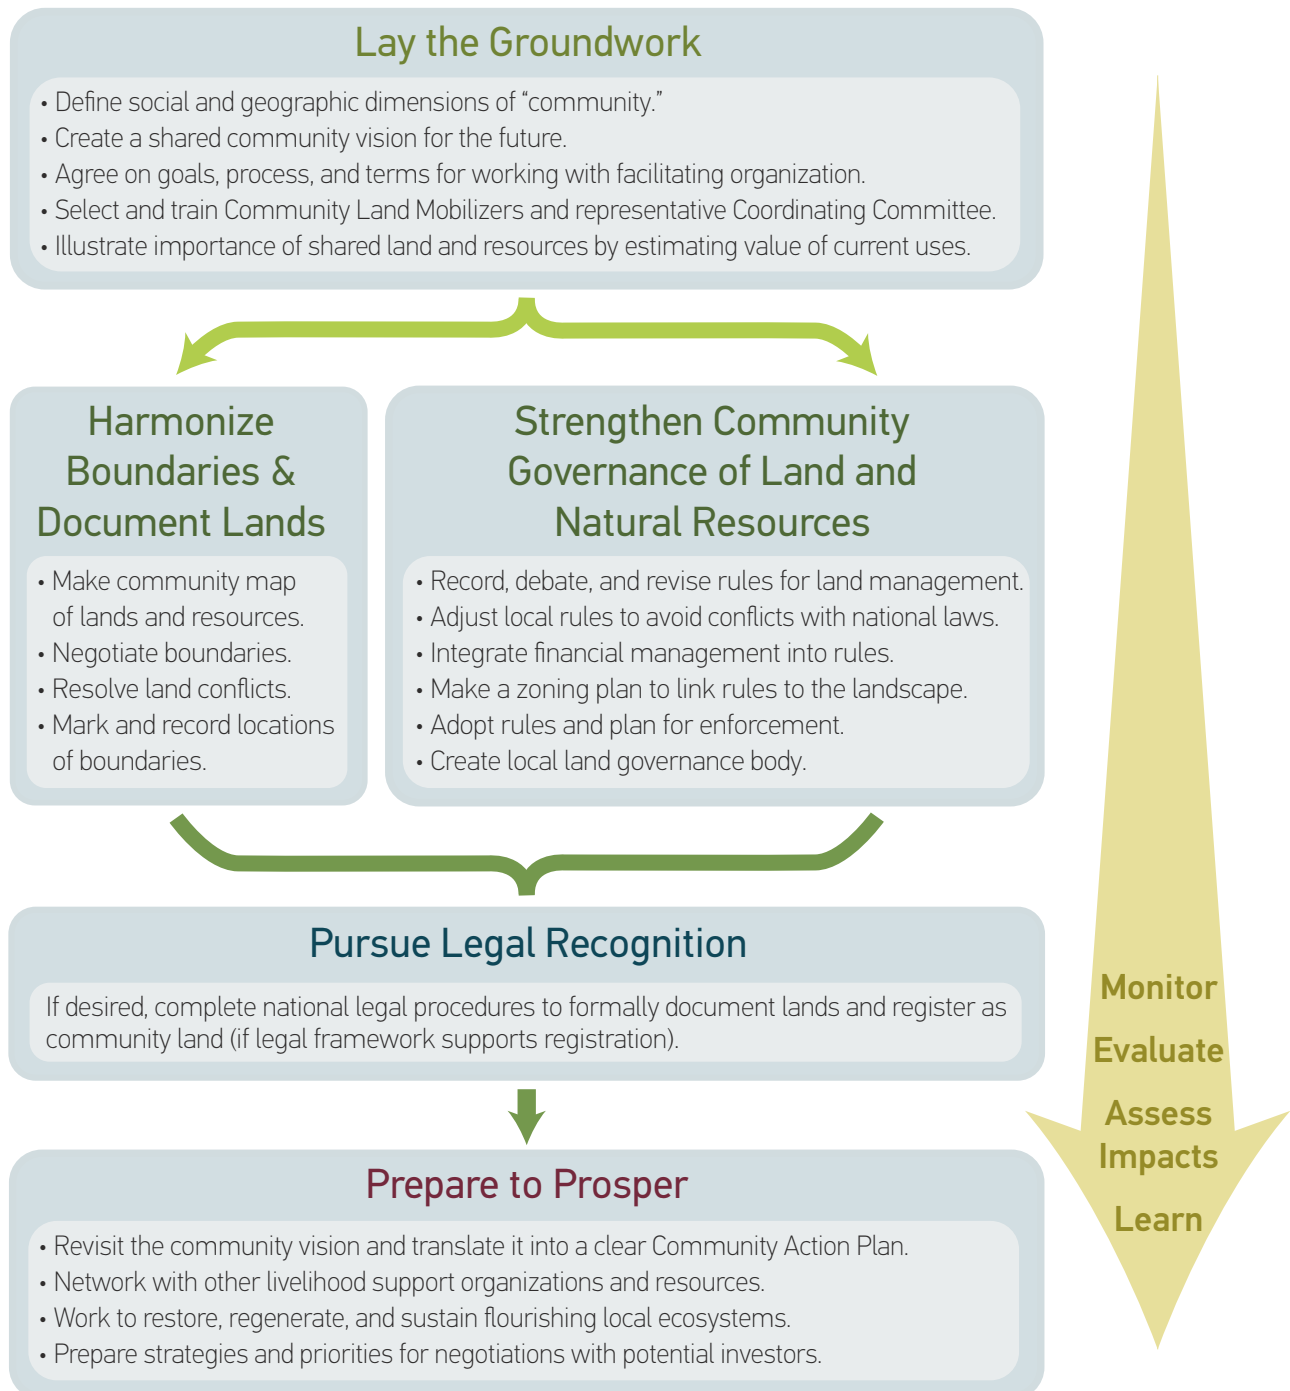 Lay the Groundwork
• Define social and geographic dimensions of “community.”
• Create a shared community vision for the future.
• Agree on goals, process, and terms for working with facilitating organization.
• Select and train Community Land Mobilizers and representative Coordinating Committee.
• Illustrate importance of shared land and resources by estimating value of current uses.
Harmonize
Boundaries &
Document Lands
• Make community map
of lands and resources.
• Negotiate boundaries.
• Resolve land conflicts.
• Mark and record locations
of boundaries.
Strengthen Community
Governance of Land and
Natural Resources
• Record, debate, and revise rules for land management.
• Adjust local rules to avoid conflicts with national laws.
• Integrate financial management into rules.
• Make a zoning plan to link rules to the landscape.
• Adopt rules and plan for enforcement.
• Create local land governance body.
Pursue Legal Recognition
If desired, complete national legal procedures to formally document lands and register as
community land (if legal framework supports registration).
Prepare to Prosper
• Revisit the community vision and translate it into a clear Community Action Plan.
• Network with other livelihood support organizations and resources.
• Work to restore, regenerate, and sustain flourishing local ecosystems.
• Prepare strategies and priorities for negotiations with potential investors.
Monitor
Evaluate
Assess
Impacts
Learn